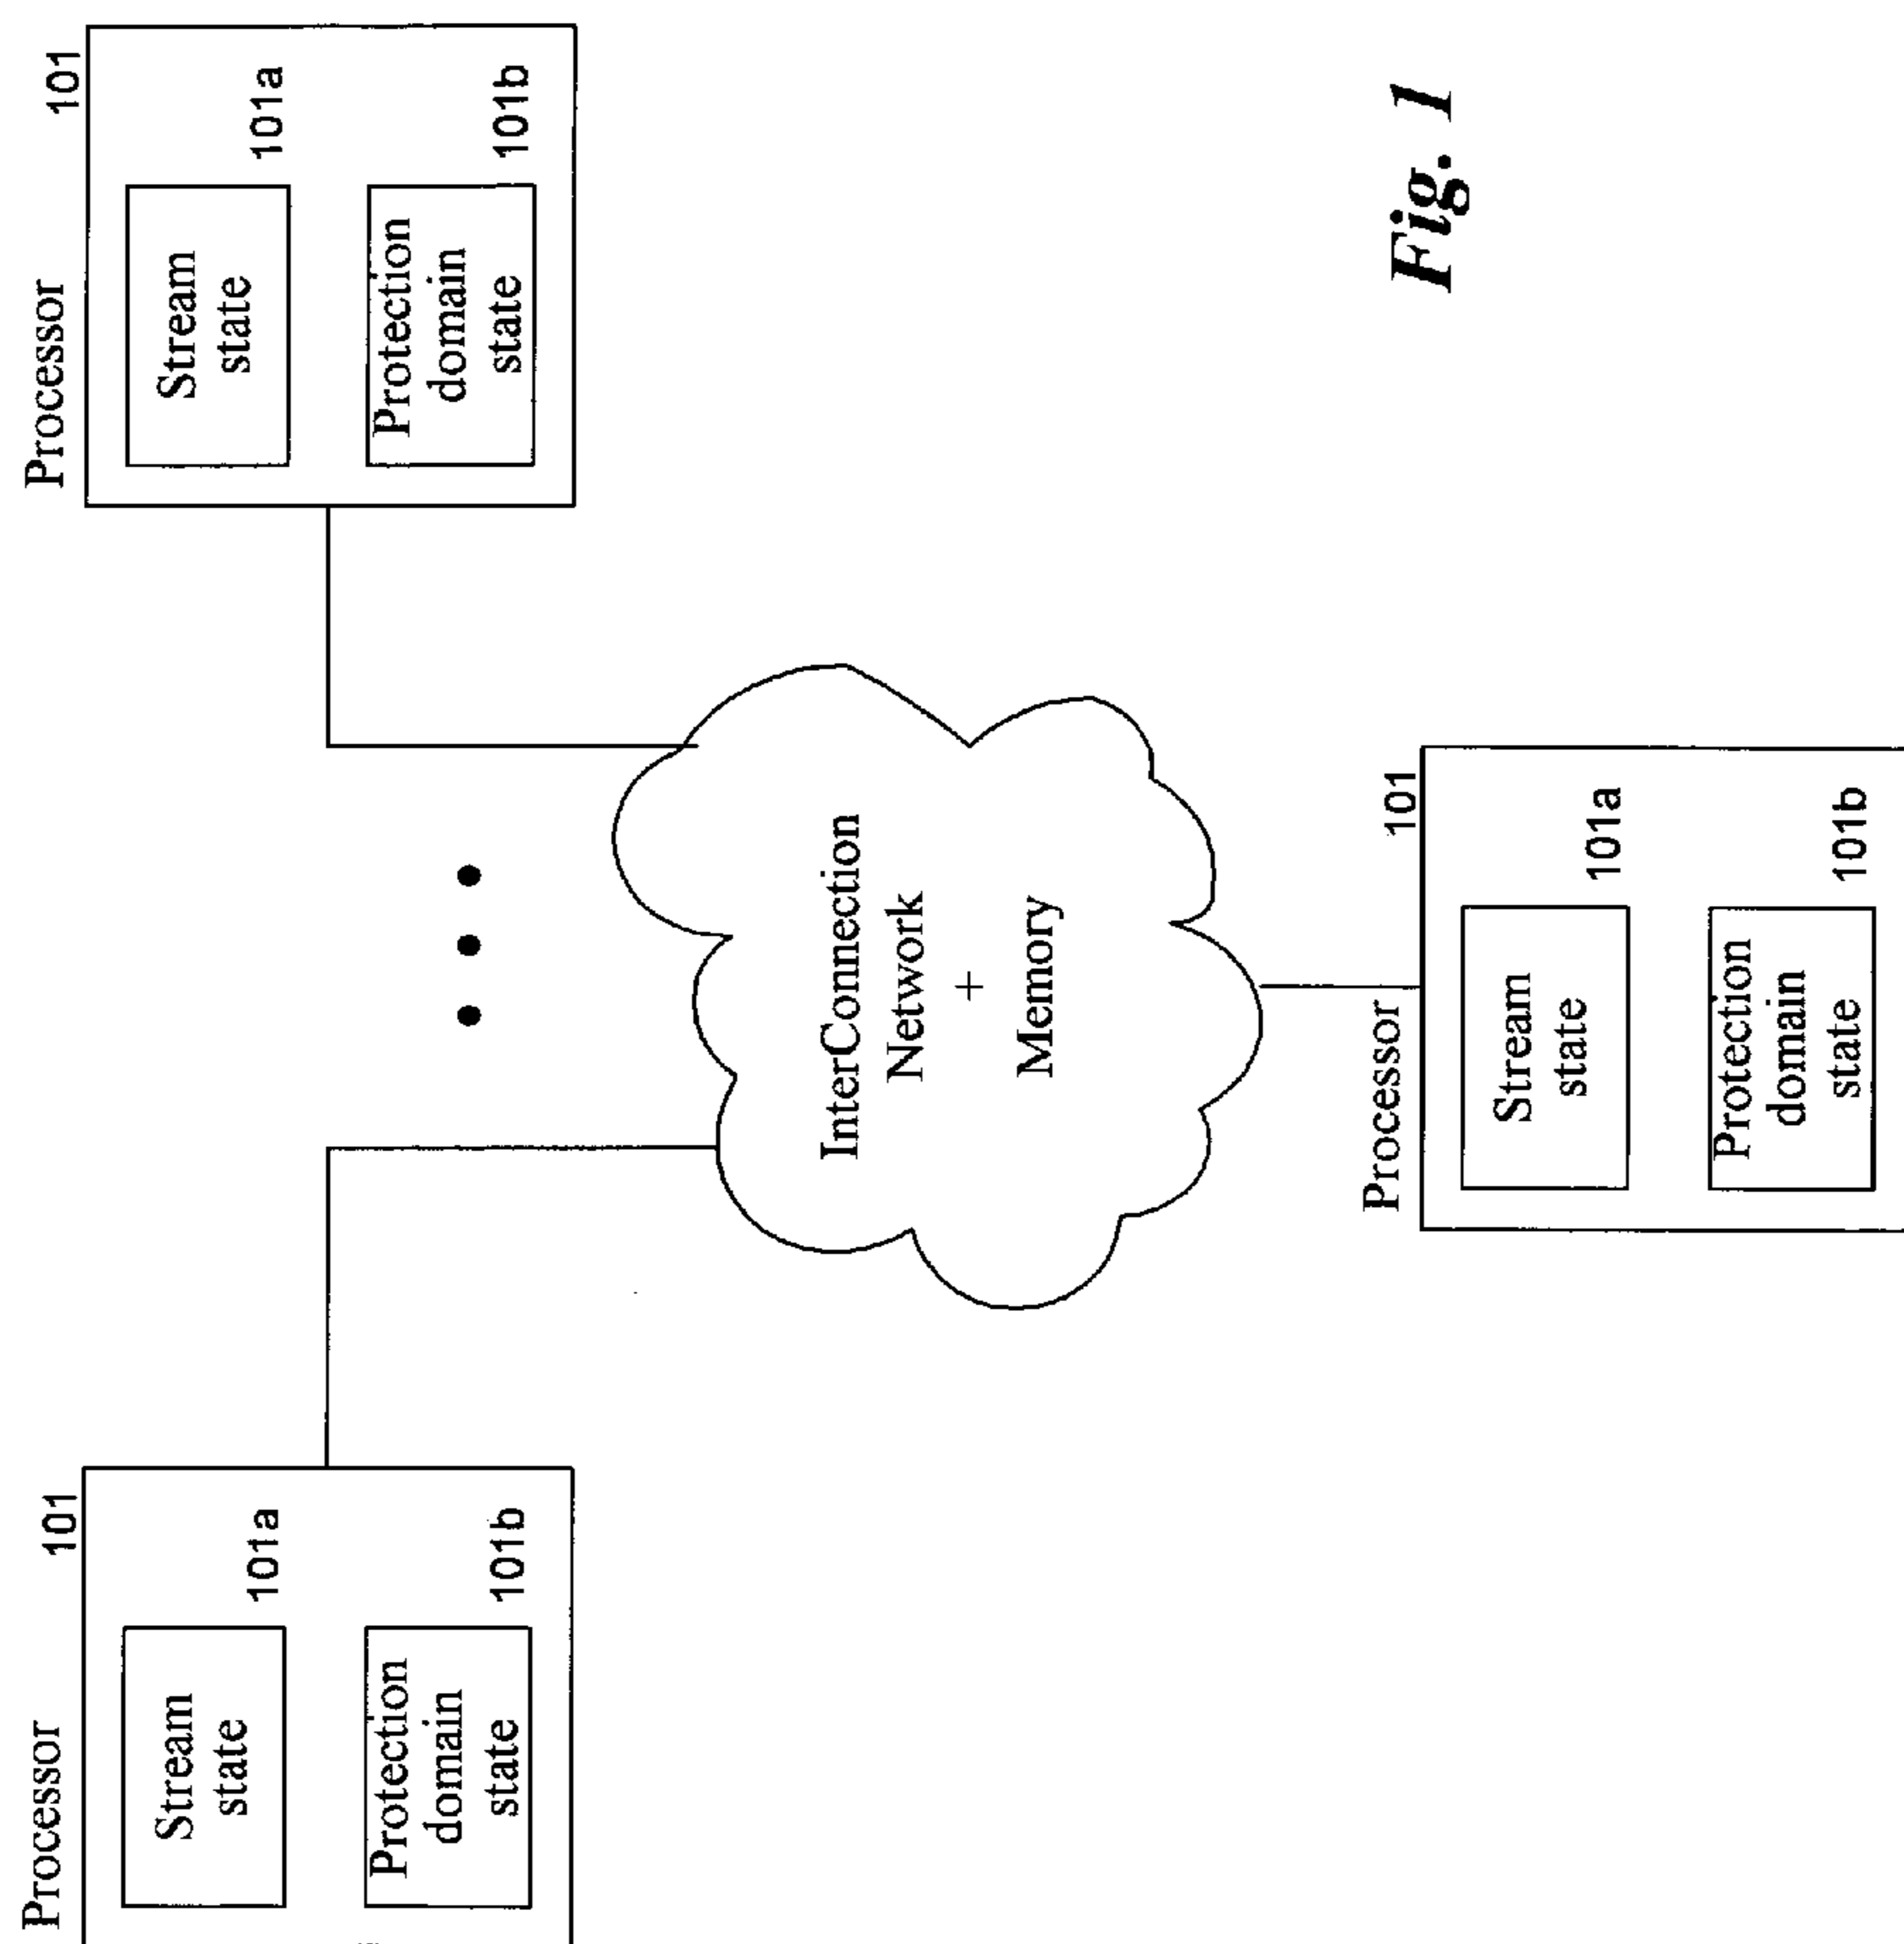 Processor
101
Stream
state
101a
Protection
domain
state
101b
Processor
101
Stream
state
101a
Protection
domain
state
101b
InterConnection
Network
+
Memory
Processor
101
Stream
state
101a
Protection
domain
state
101b
Fig. 1